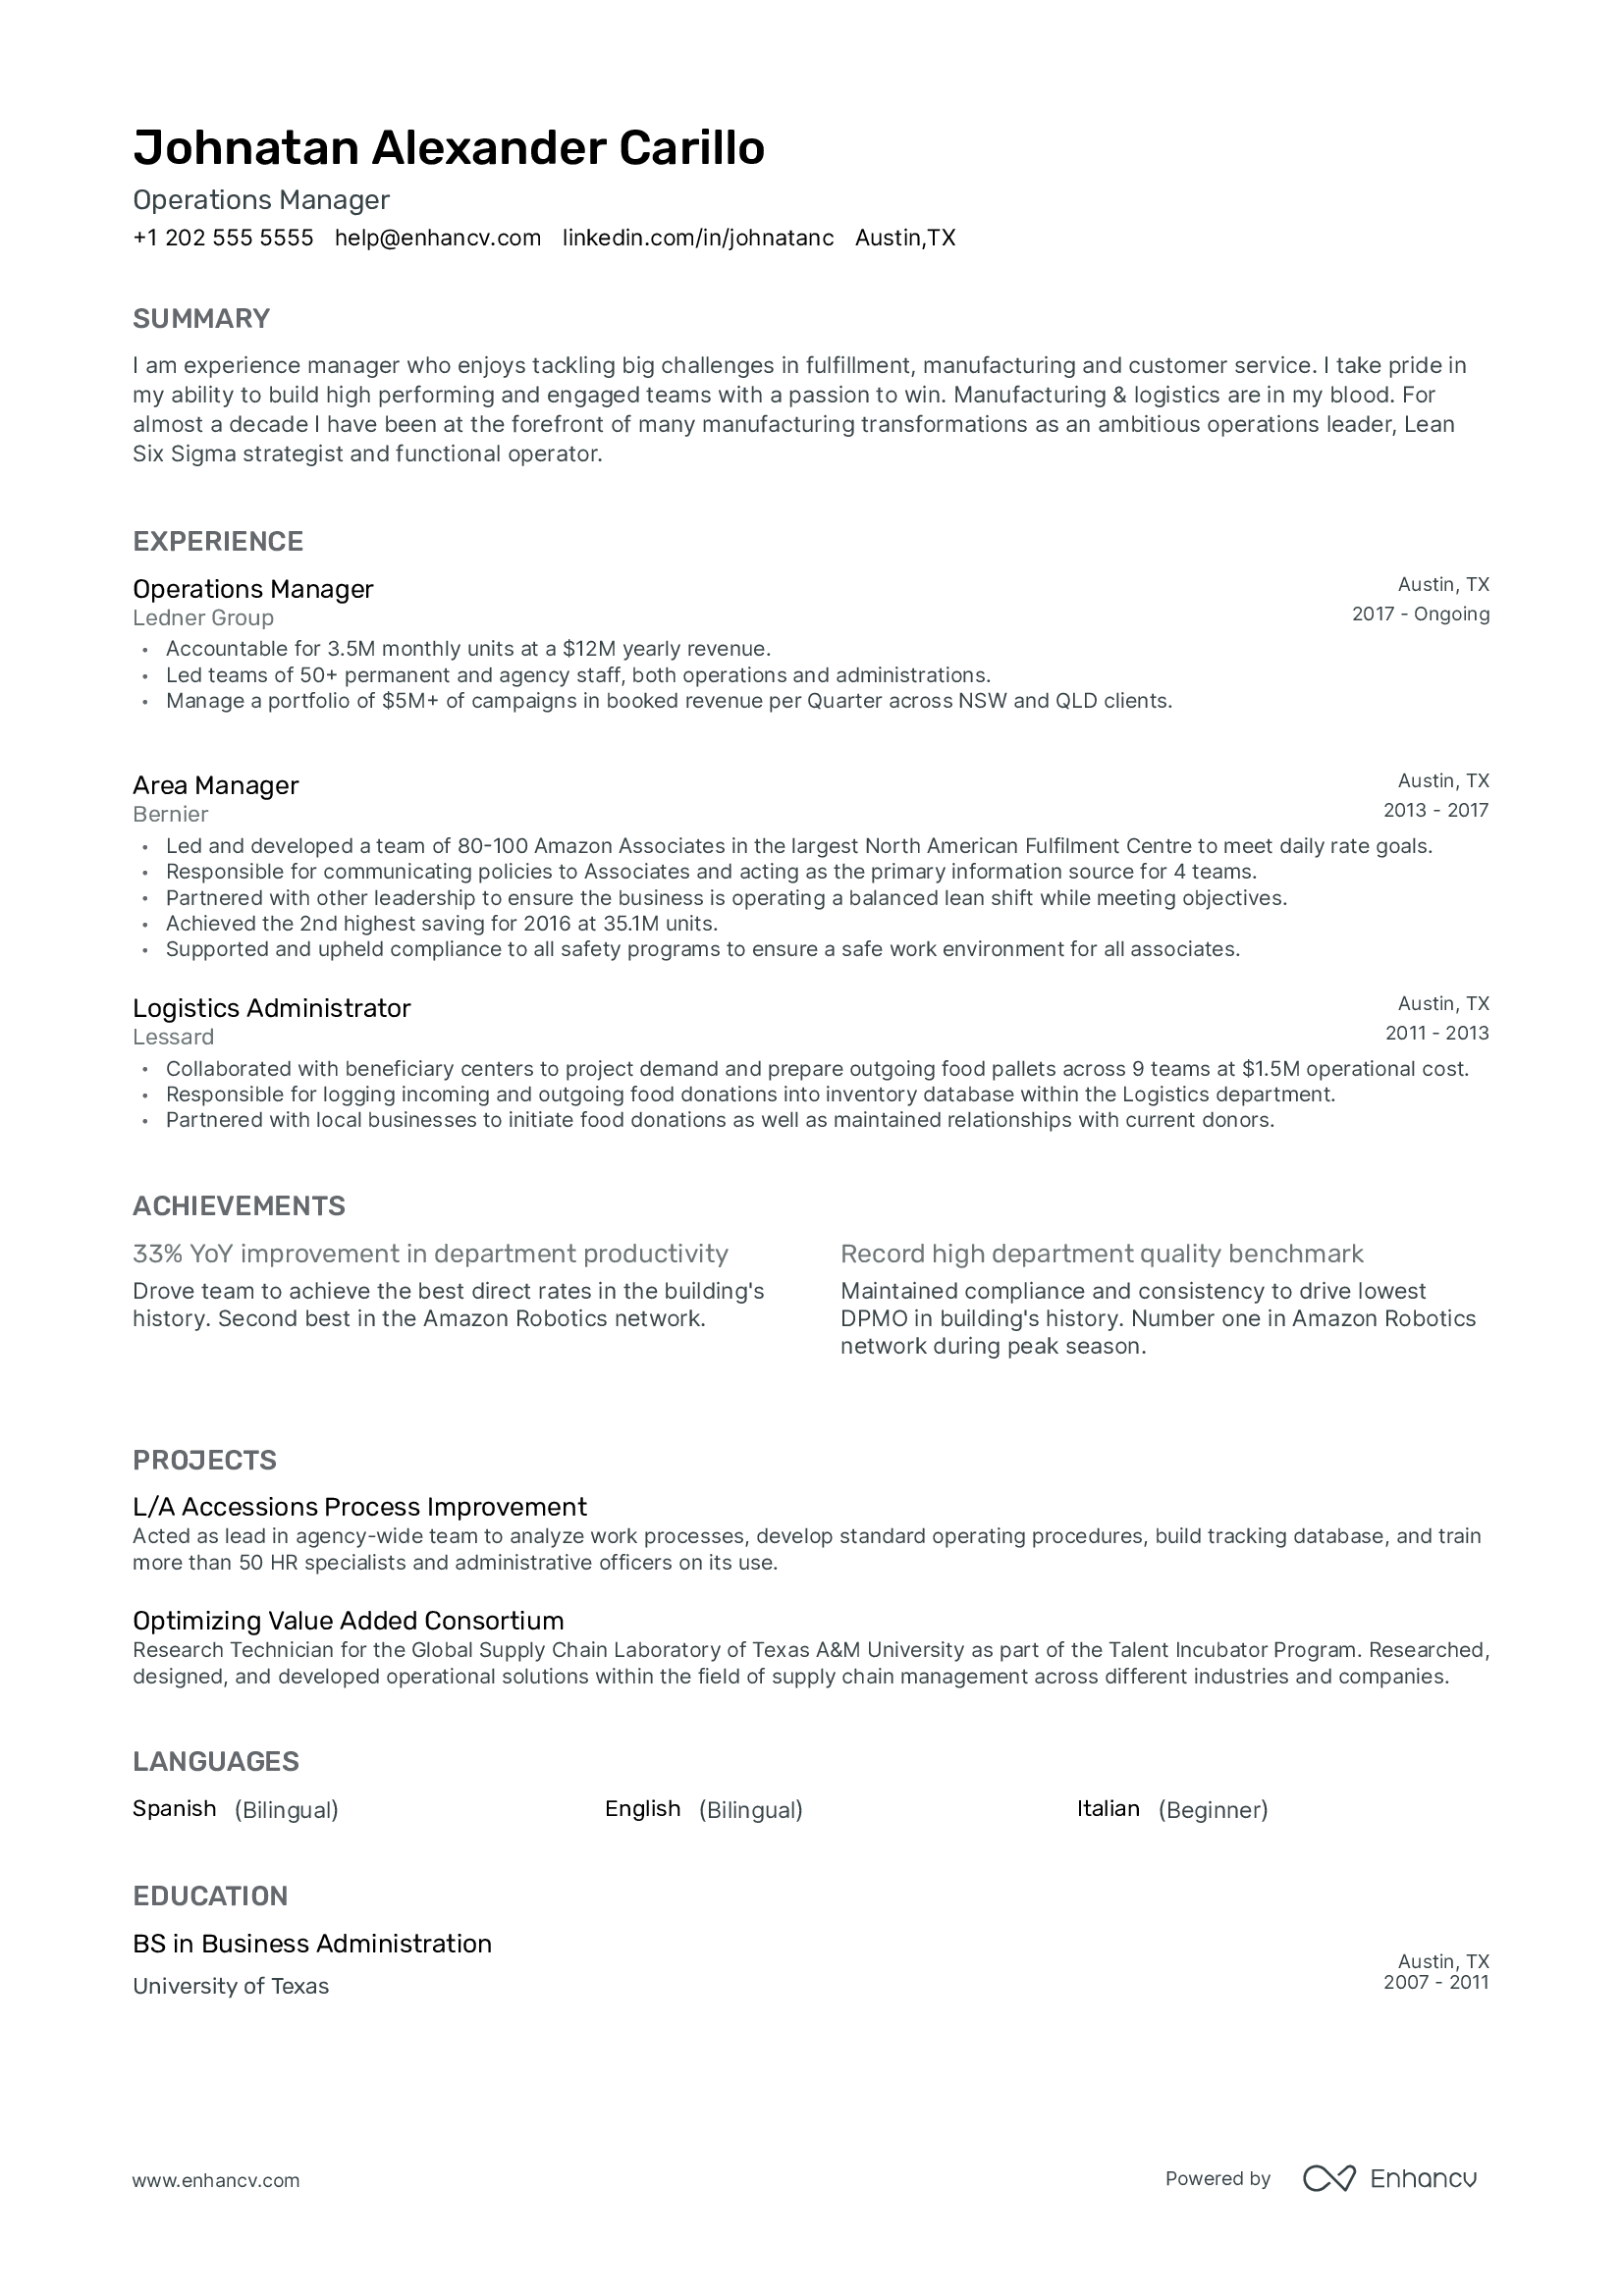 Johnatan Alexander Carillo
Operations Manager
+1 202 555 5555 help@enhancv.com linkedin.com/in/johnatanc Austin,TX
SUMMARY
I am experience manager who enjoys tackling big challenges in fulfillment, manufacturing and customer service. I take pride in
my ability to build high performing and engaged teams with a passion to win. Manufacturing & logistics are in my blood. For
almost a decade I have been at the forefront of many manufacturing transformations as an ambitious operations leader, Lean
Six Sigma strategist and functional operator.
EXPERIENCE
Operations Manager
Austin, TX
Ledner Group
2017 - Ongoing
• Accountable for 3.5M monthly units at a $12M yearly revenue.
• Led teams of 50+ permanent and agency staff, both operations and administrations.
• Manage a portfolio of $5M+ of campaigns in booked revenue per Quarter across NSW and QLD clients.
Area Manager
Austin, TX
Bernier
2013 - 2017
• Led and developed a team of 80-100 Amazon Associates in the largest North American Fulfilment Centre to meet daily rate goals.
• Responsible for communicating policies to Associates and acting as the primary information source for 4 teams.
• Partnered with other leadership to ensure the business is operating a balanced lean shift while meeting objectives.
• Achieved the 2nd highest saving for 2016 at 35.1M units.
• Supported and upheld compliance to all safety programs to ensure a safe work environment for all associates.
Logistics Administrator
Austin, TX
Lessard
2011 - 2013
• Collaborated with beneficiary centers to project demand and prepare outgoing food pallets across 9 teams at $1.5M operational cost.
• Responsible for logging incoming and outgoing food donations into inventory database within the Logistics department.
• Partnered with local businesses to initiate food donations as well as maintained relationships with current donors.
ACHIEVEMENTS
33% YoY improvement in department productivity
Drove team to achieve the best direct rates in the building's
history. Second best in the Amazon Robotics network.
Record high department quality benchmark
Maintained compliance and consistency to drive lowest
DPMO in building's history. Number one in Amazon Robotics
network during peak season.
PROJECTS
L/A Accessions Process Improvement
Acted as lead in agency-wide team to analyze work processes, develop standard operating procedures, build tracking database, and train
more than 50 HR specialists and administrative officers on its use.
Optimizing Value Added Consortium
Research Technician for the Global Supply Chain Laboratory of Texas A&M University as part of the Talent Incubator Program. Researched,
designed, and developed operational solutions within the field of supply chain management across different industries and companies.
LANGUAGES
Spanish (Bilingual) English (Bilingual) Italian (Beginner)
EDUCATION
BS in Business Administration
Austin, TX
University of Texas
2007 - 2011
www.enhancv.com
Powered by Enhancv